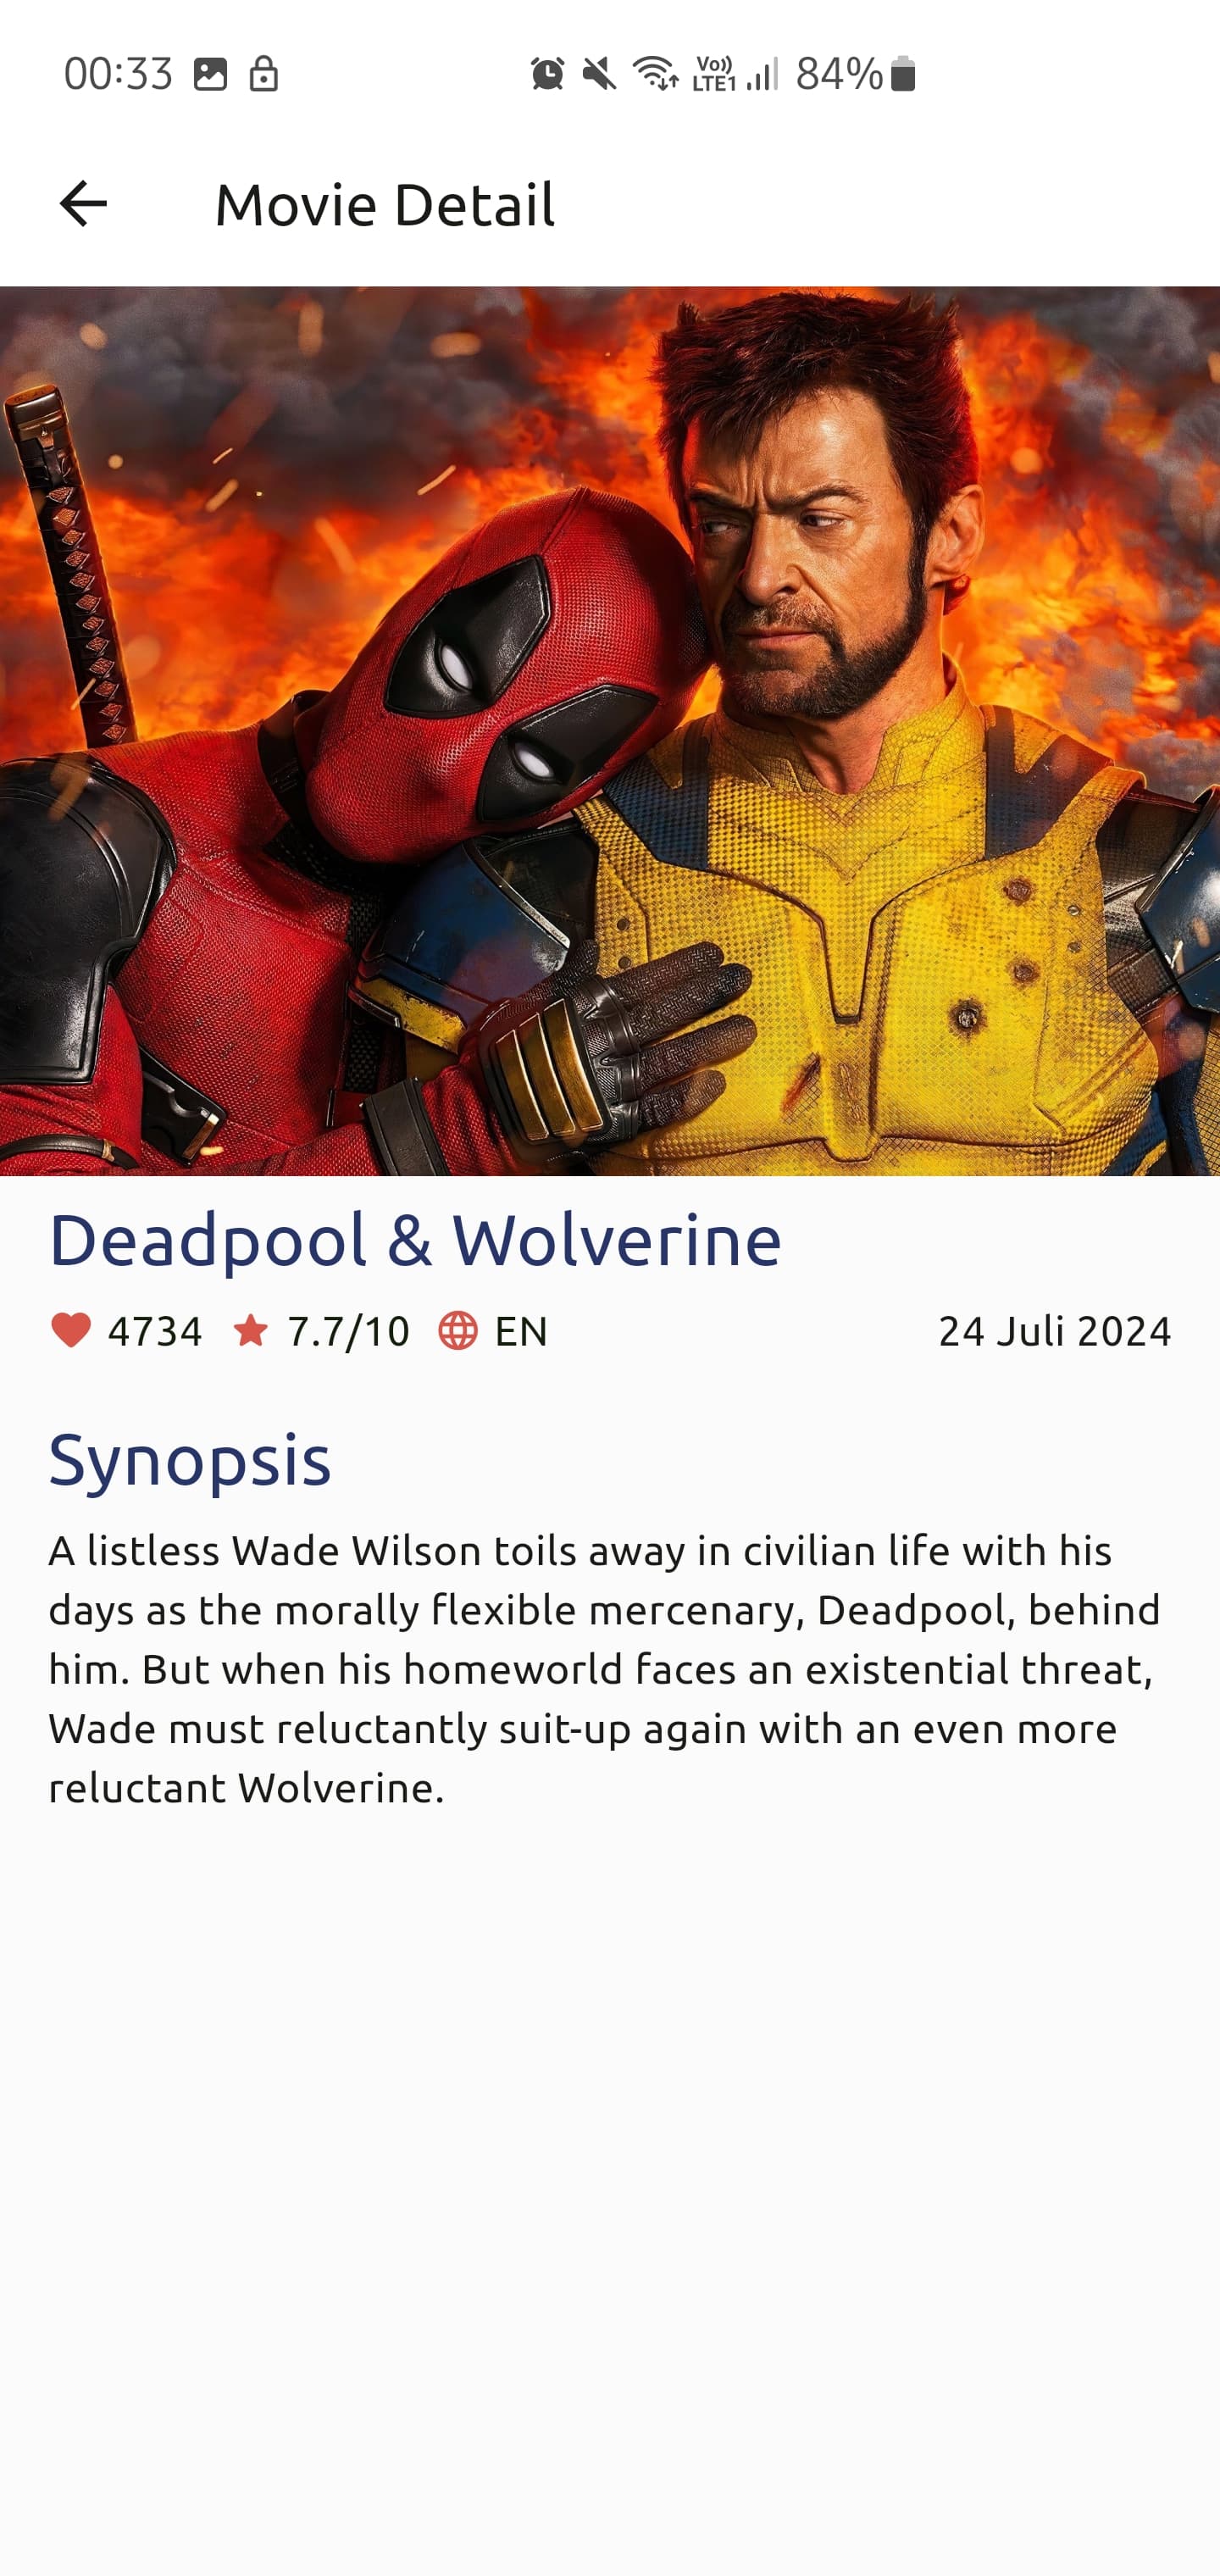 00:33 Vo)) LTE1 84%
Movie Detail
Deadpool & Wolverine
4734 7.7/10 EN 24 Juli 2024
Synopsis
A listless Wade Wilson toils away in civilian life with his
days as the morally flexible mercenary, Deadpool, behind
him. But when his homeworld faces an existential threat,
Wade must reluctantly suit-up again with an even more
reluctant Wolverine.